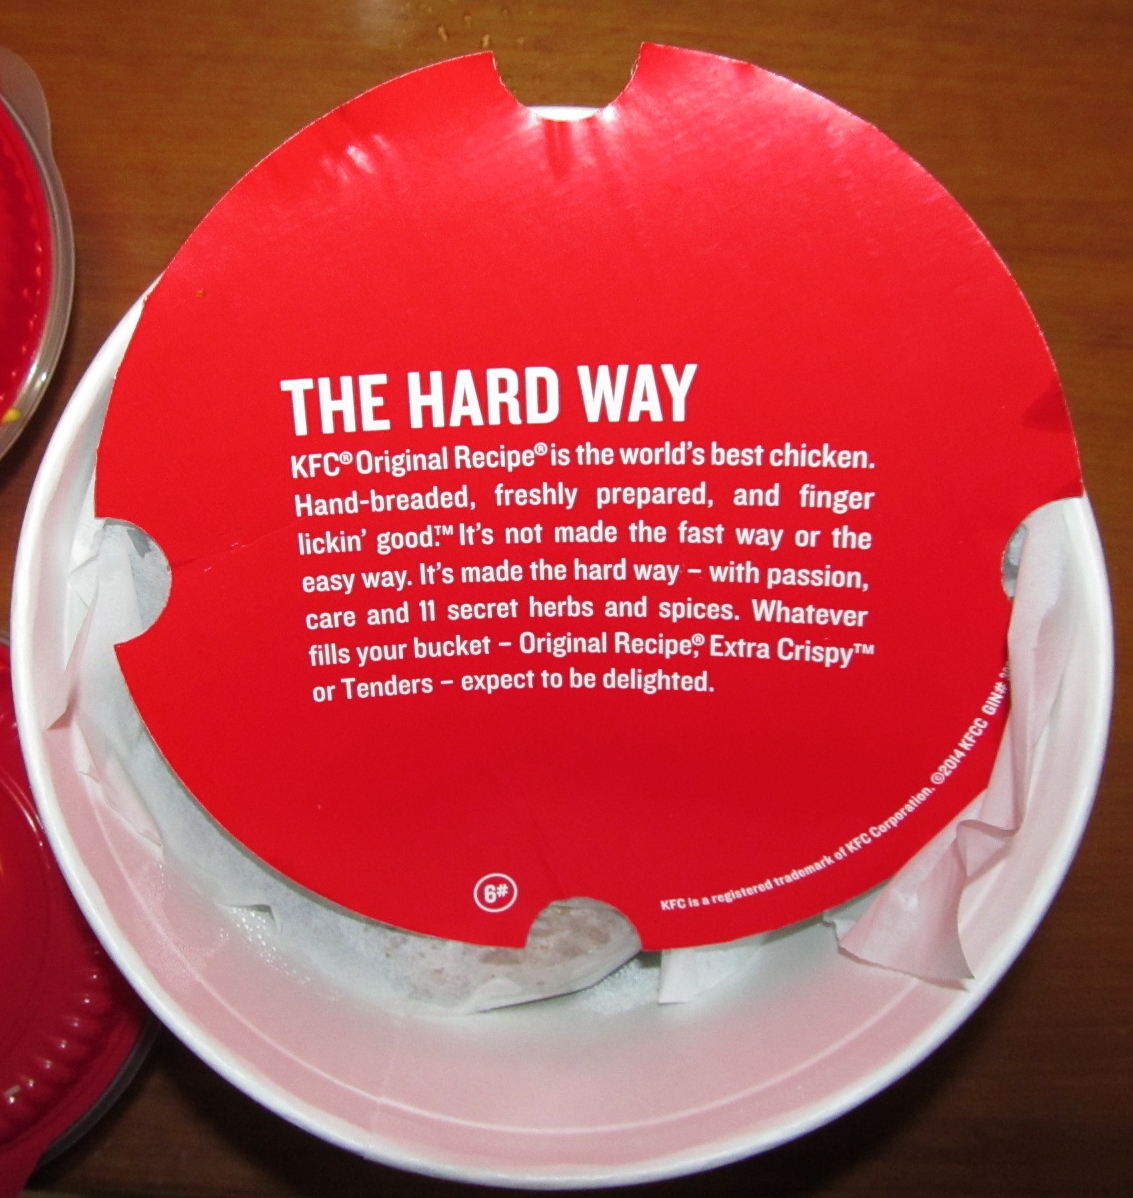 THE HARD WAY
KFC® Original Recipe® is the world's best chicken.
Hand-breaded, freshly prepared, and finger
lickin' good!™ It's not made the fast way or the
easy way. It's made the hard way – with passion,
care and 11 secret herbs and spices. Whatever
fills your bucket – Original Recipe®, Extra Crispy™
or Tenders – expect to be delighted.
6#
KFC is a registered trademark of KFC Corporation. ©2014 KFCC GIN#